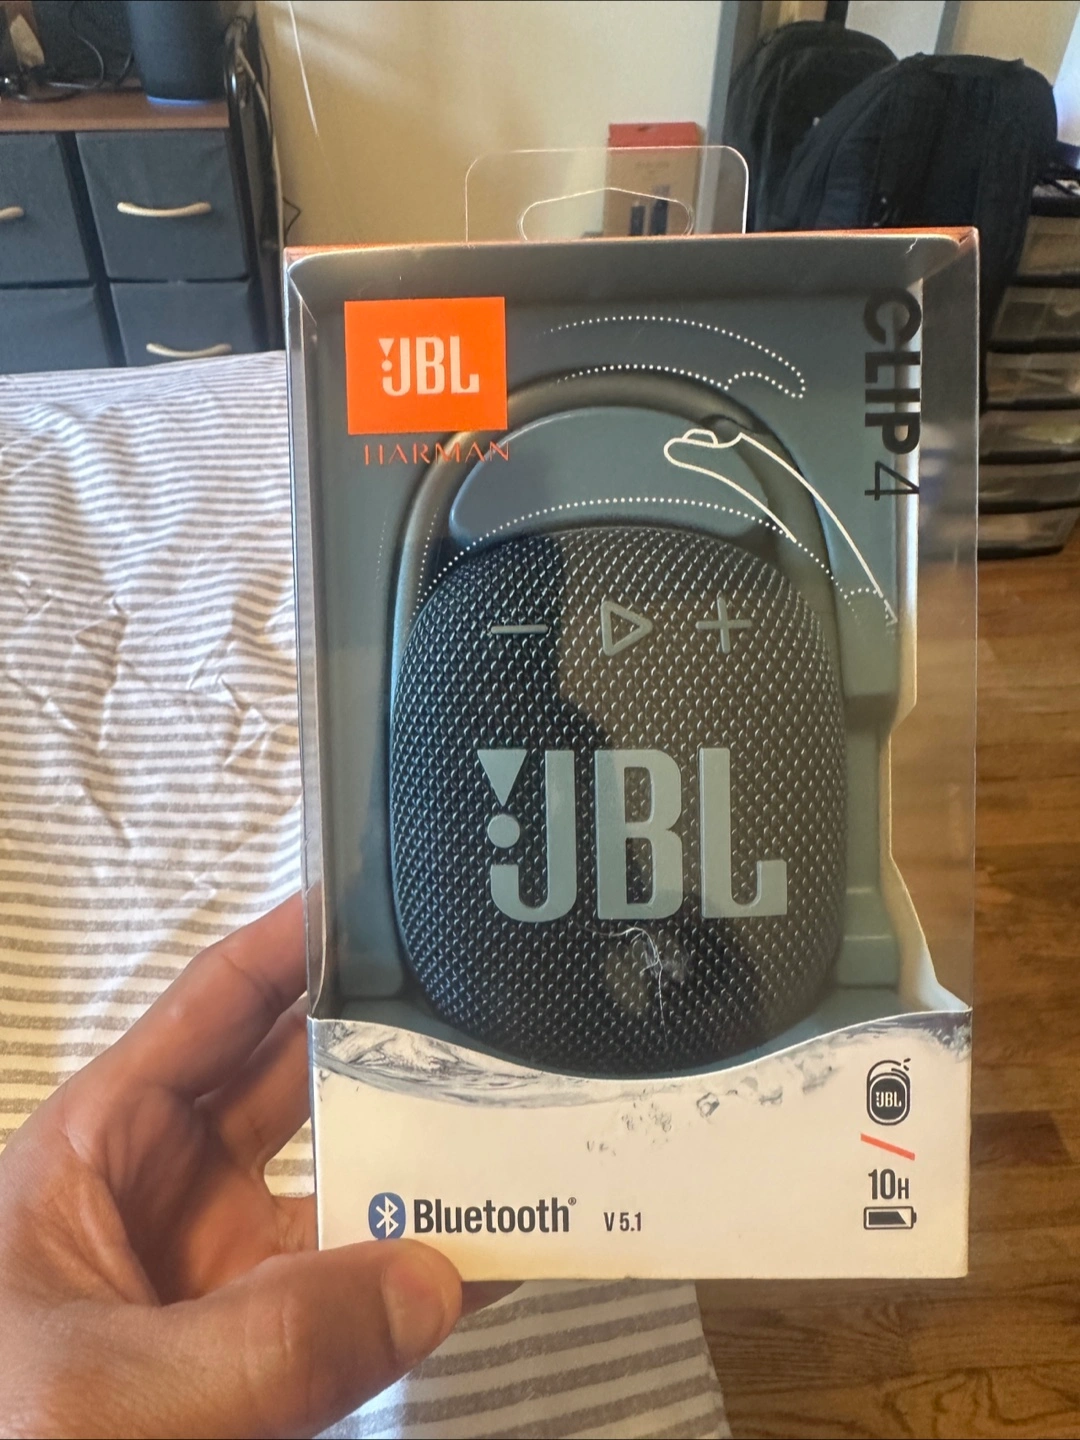 JBL
HARMAN
CLIP 4
JBL
JBL
10H
Bluetooth® V 5.1